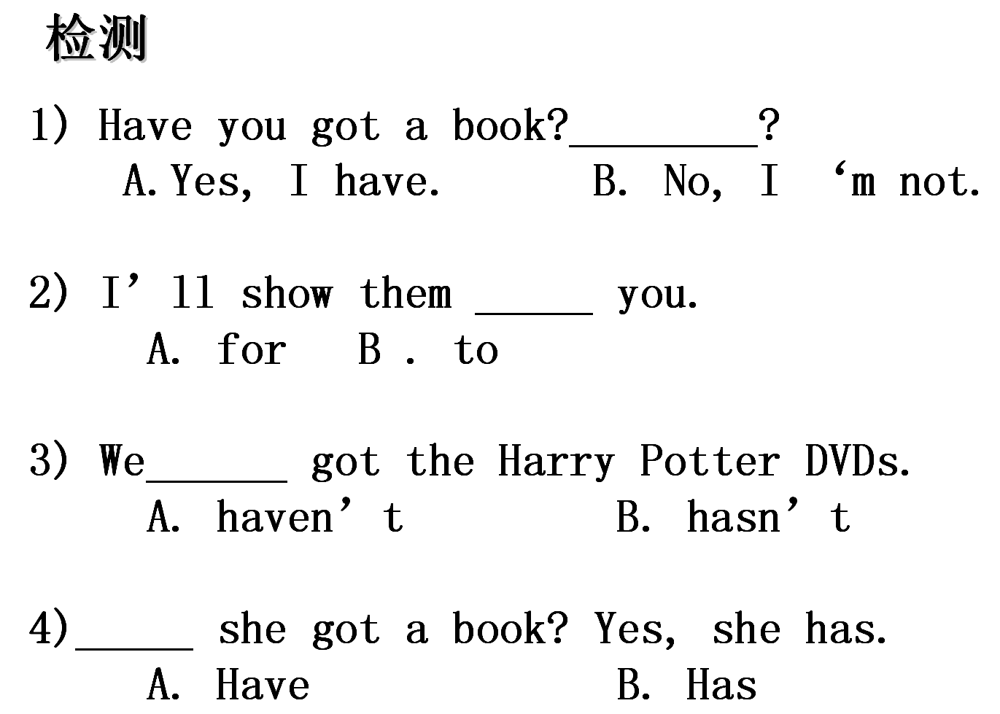 检测
1) Have you got a book?________?
A. Yes, I have. B. No, I ‘m not.
2) I’ll show them _____ you.
A. for B . to
3) We______ got the Harry Potter DVDs.
A. haven’t B. hasn’t
4)_____ she got a book? Yes, she has.
A. Have B. Has